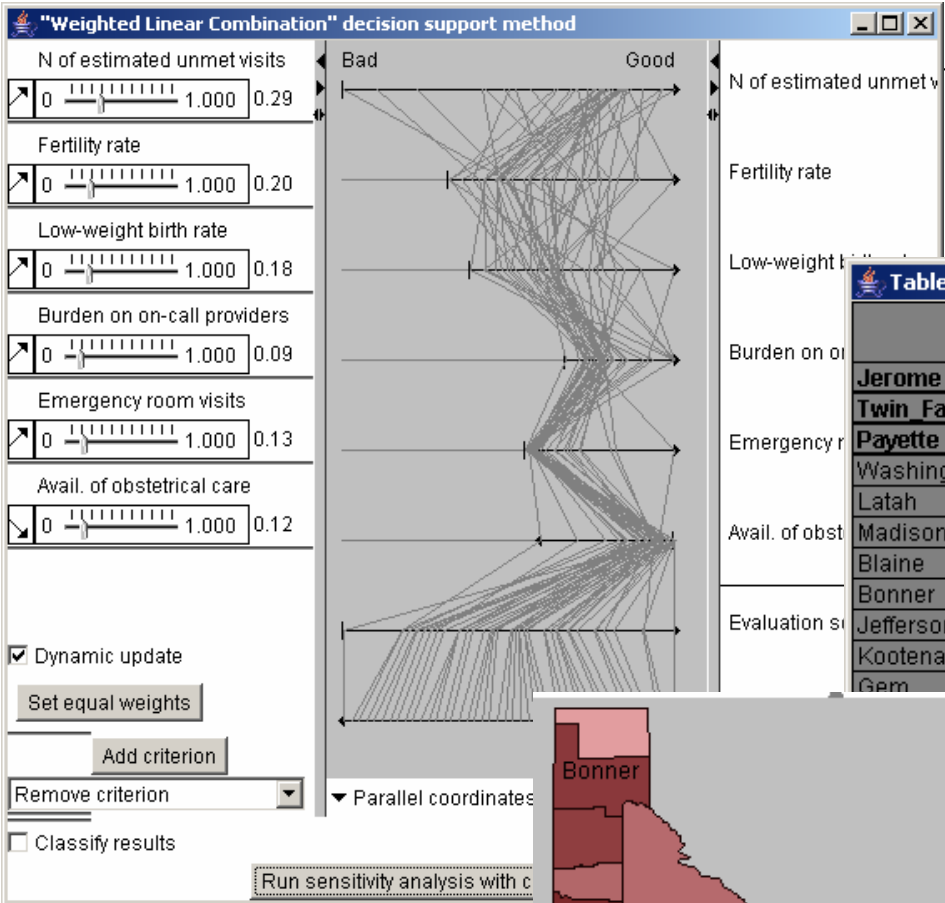 "Weighted Linear Combination" decision support method
N of estimated unmet visits
0 1.000 0.29
Fertility rate
0 1.000 0.20
Low-weight birth rate
0 1.000 0.18
Burden on on-call providers
0 1.000 0.09
Emergency room visits
0 1.000 0.13
Avail. of obstetrical care
0 1.000 0.12
Dynamic update
Set equal weights
Add criterion
Remove criterion
Classify results
Run sensitivity analysis with c
Bad Good
Parallel coordinates
N of estimated unmet v
Fertility rate
Low-weight
Burden on or
Emergency r
Avail. of obst
Evaluation s
Table
Jerome
Twin_Fa
Payette
Washing
Latah
Madison
Blaine
Bonner
Jefferson
Kootena
Gem
Bonner